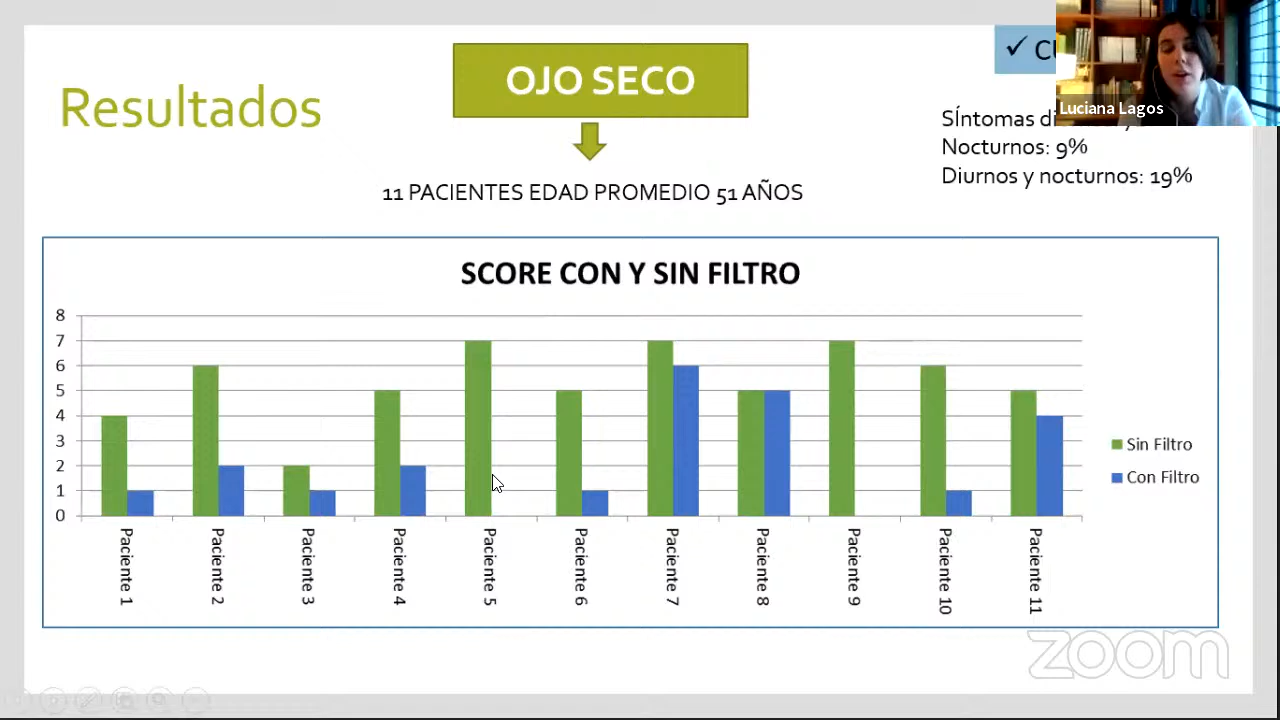 Resultados
OJO SECO
11 PACIENTES EDAD PROMEDIO 51 AÑOS
✓
Luciana Lagos
SÍntomas
Nocturnos: 9%
Diurnos y nocturnos: 19%
SCORE CON Y SIN FILTRO
8
7
6
5
4
3
2
1
0
Paciente 1
Paciente 2
Paciente 3
Paciente 4
Paciente 5
Paciente 6
Paciente 7
Paciente 8
Paciente 9
Paciente 10
Paciente 11
Sin Filtro
Con Filtro
zoom